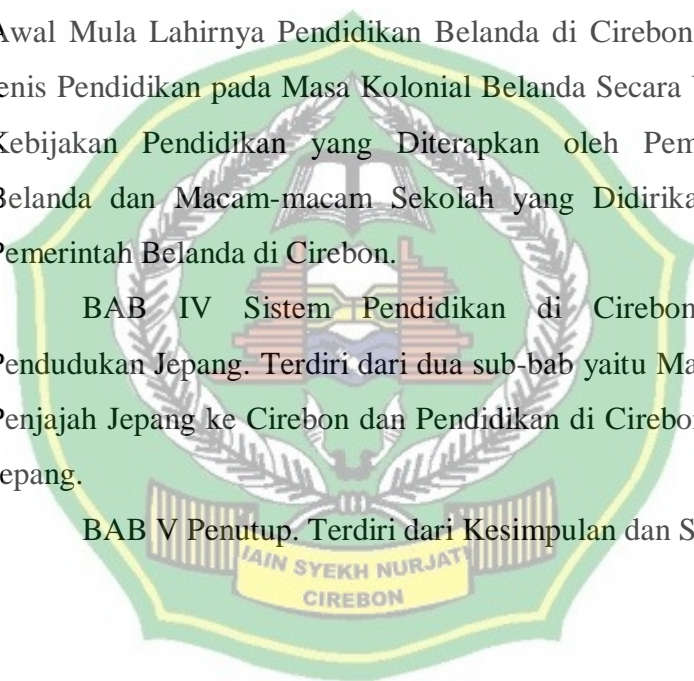 Awal Mula Lahirnya Pendidikan Belanda di Cirebon
Jenis Pendidikan pada Masa Kolonial Belanda Secara
Kebijakan Pendidikan yang Diterapkan oleh Pem
Belanda dan Macam-macam Sekolah yang Didirika
Pemerintah Belanda di Cirebon.
BAB IV Sistem Pendidikan di Cirebon
Pendudukan Jepang. Terdiri dari dua sub-bab yaitu Ma
Penjajah Jepang ke Cirebon dan Pendidikan di Cirebo
Jepang.
BAB V Penutup. Terdiri dari Kesimpulan dan S
IAIN SYEKH NURJATI
CIREBON